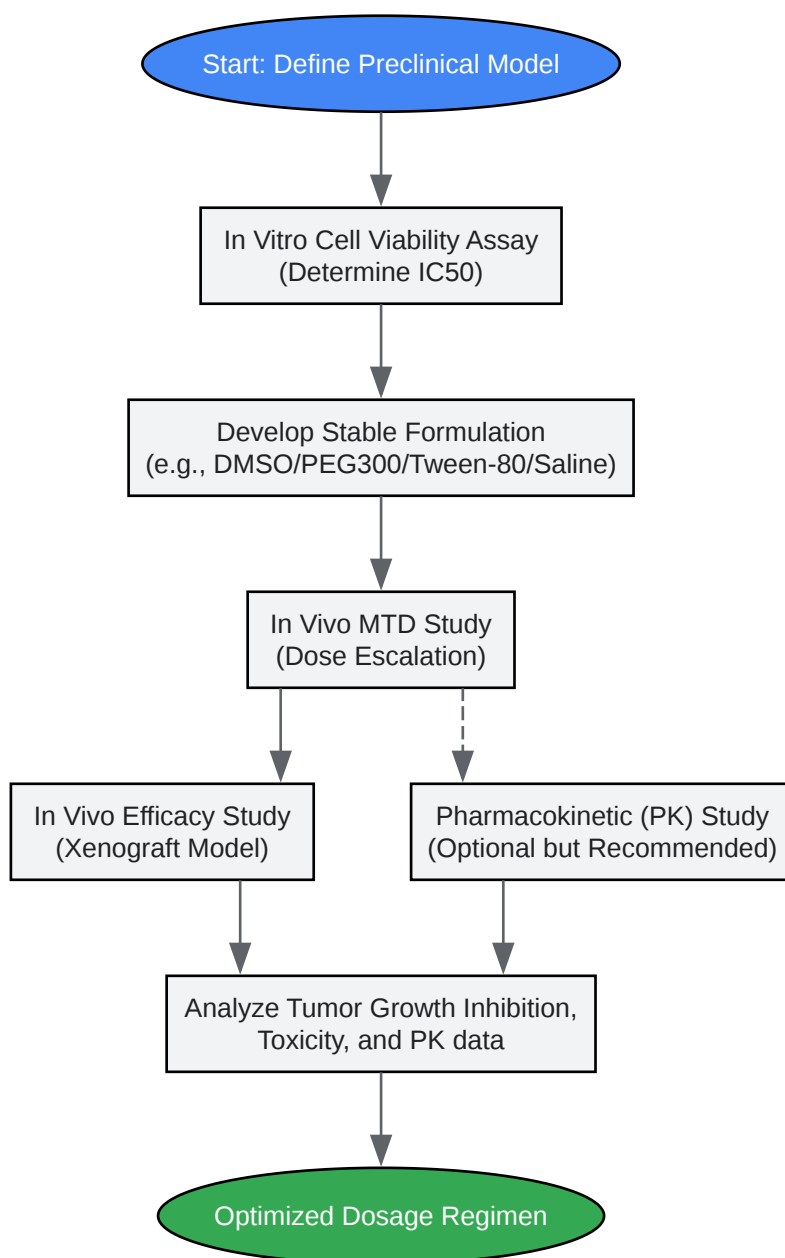 Start: Define Preclinical Model
In Vitro Cell Viability Assay
(Determine IC50)
Develop Stable Formulation
(e.g., DMSO/PEG300/Tween-80/Saline)
In Vivo MTD Study
(Dose Escalation)
In Vivo Efficacy Study
(Xenograft Model)
Pharmacokinetic (PK) Study
(Optional but Recommended)
Analyze Tumor Growth Inhibition,
Toxicity, and PK data
Optimized Dosage Regimen